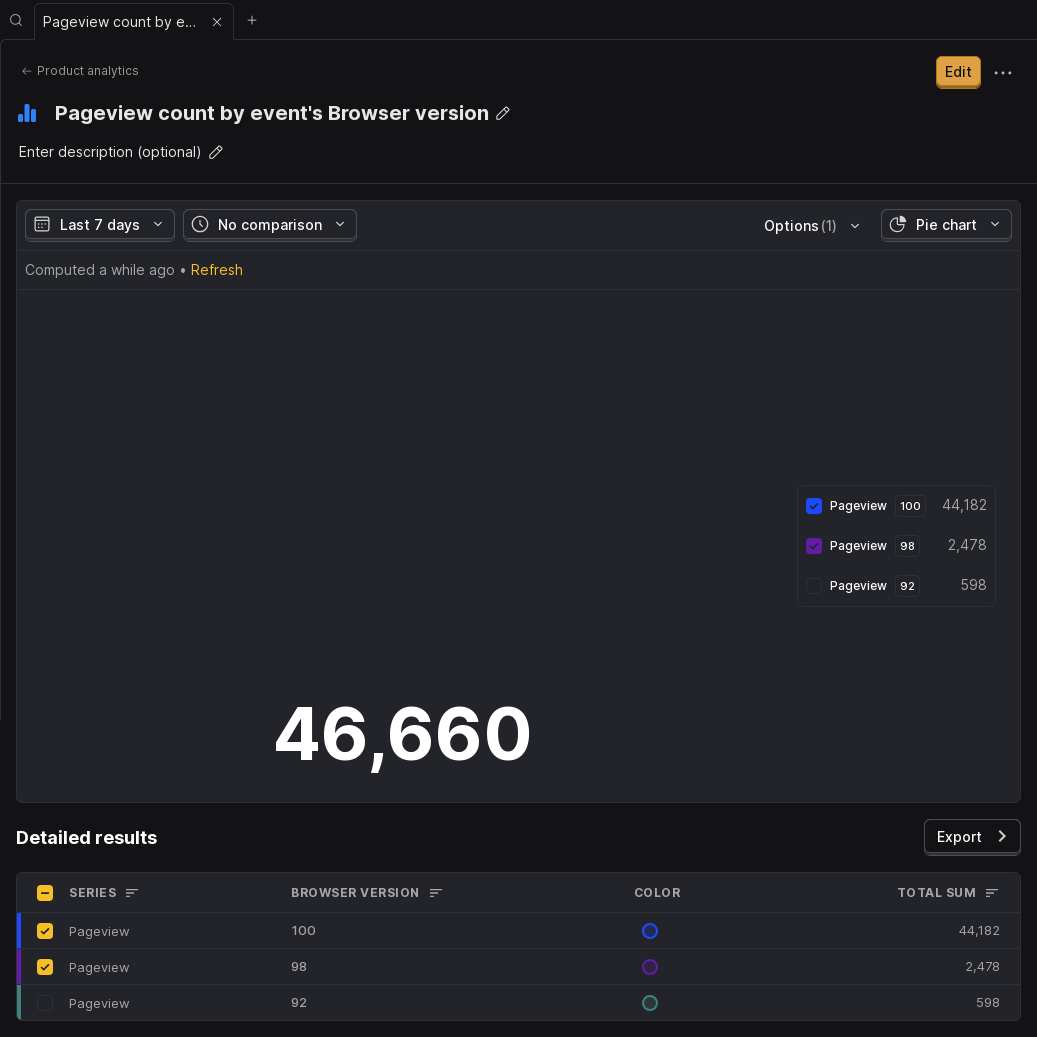 Pageview count by e...
Product analytics
Edit
Pageview count by event's Browser version
Enter description (optional)
Last 7 days
No comparison
Options (1)
Pie chart
Computed a while ago • Refresh
Pageview 100 44,182
Pageview 98 2,478
Pageview 92 598
46,660
Detailed results
Export
SERIES BROWSER VERSION COLOR TOTAL SUM
Pageview 100 44,182
Pageview 98 2,478
Pageview 92 598